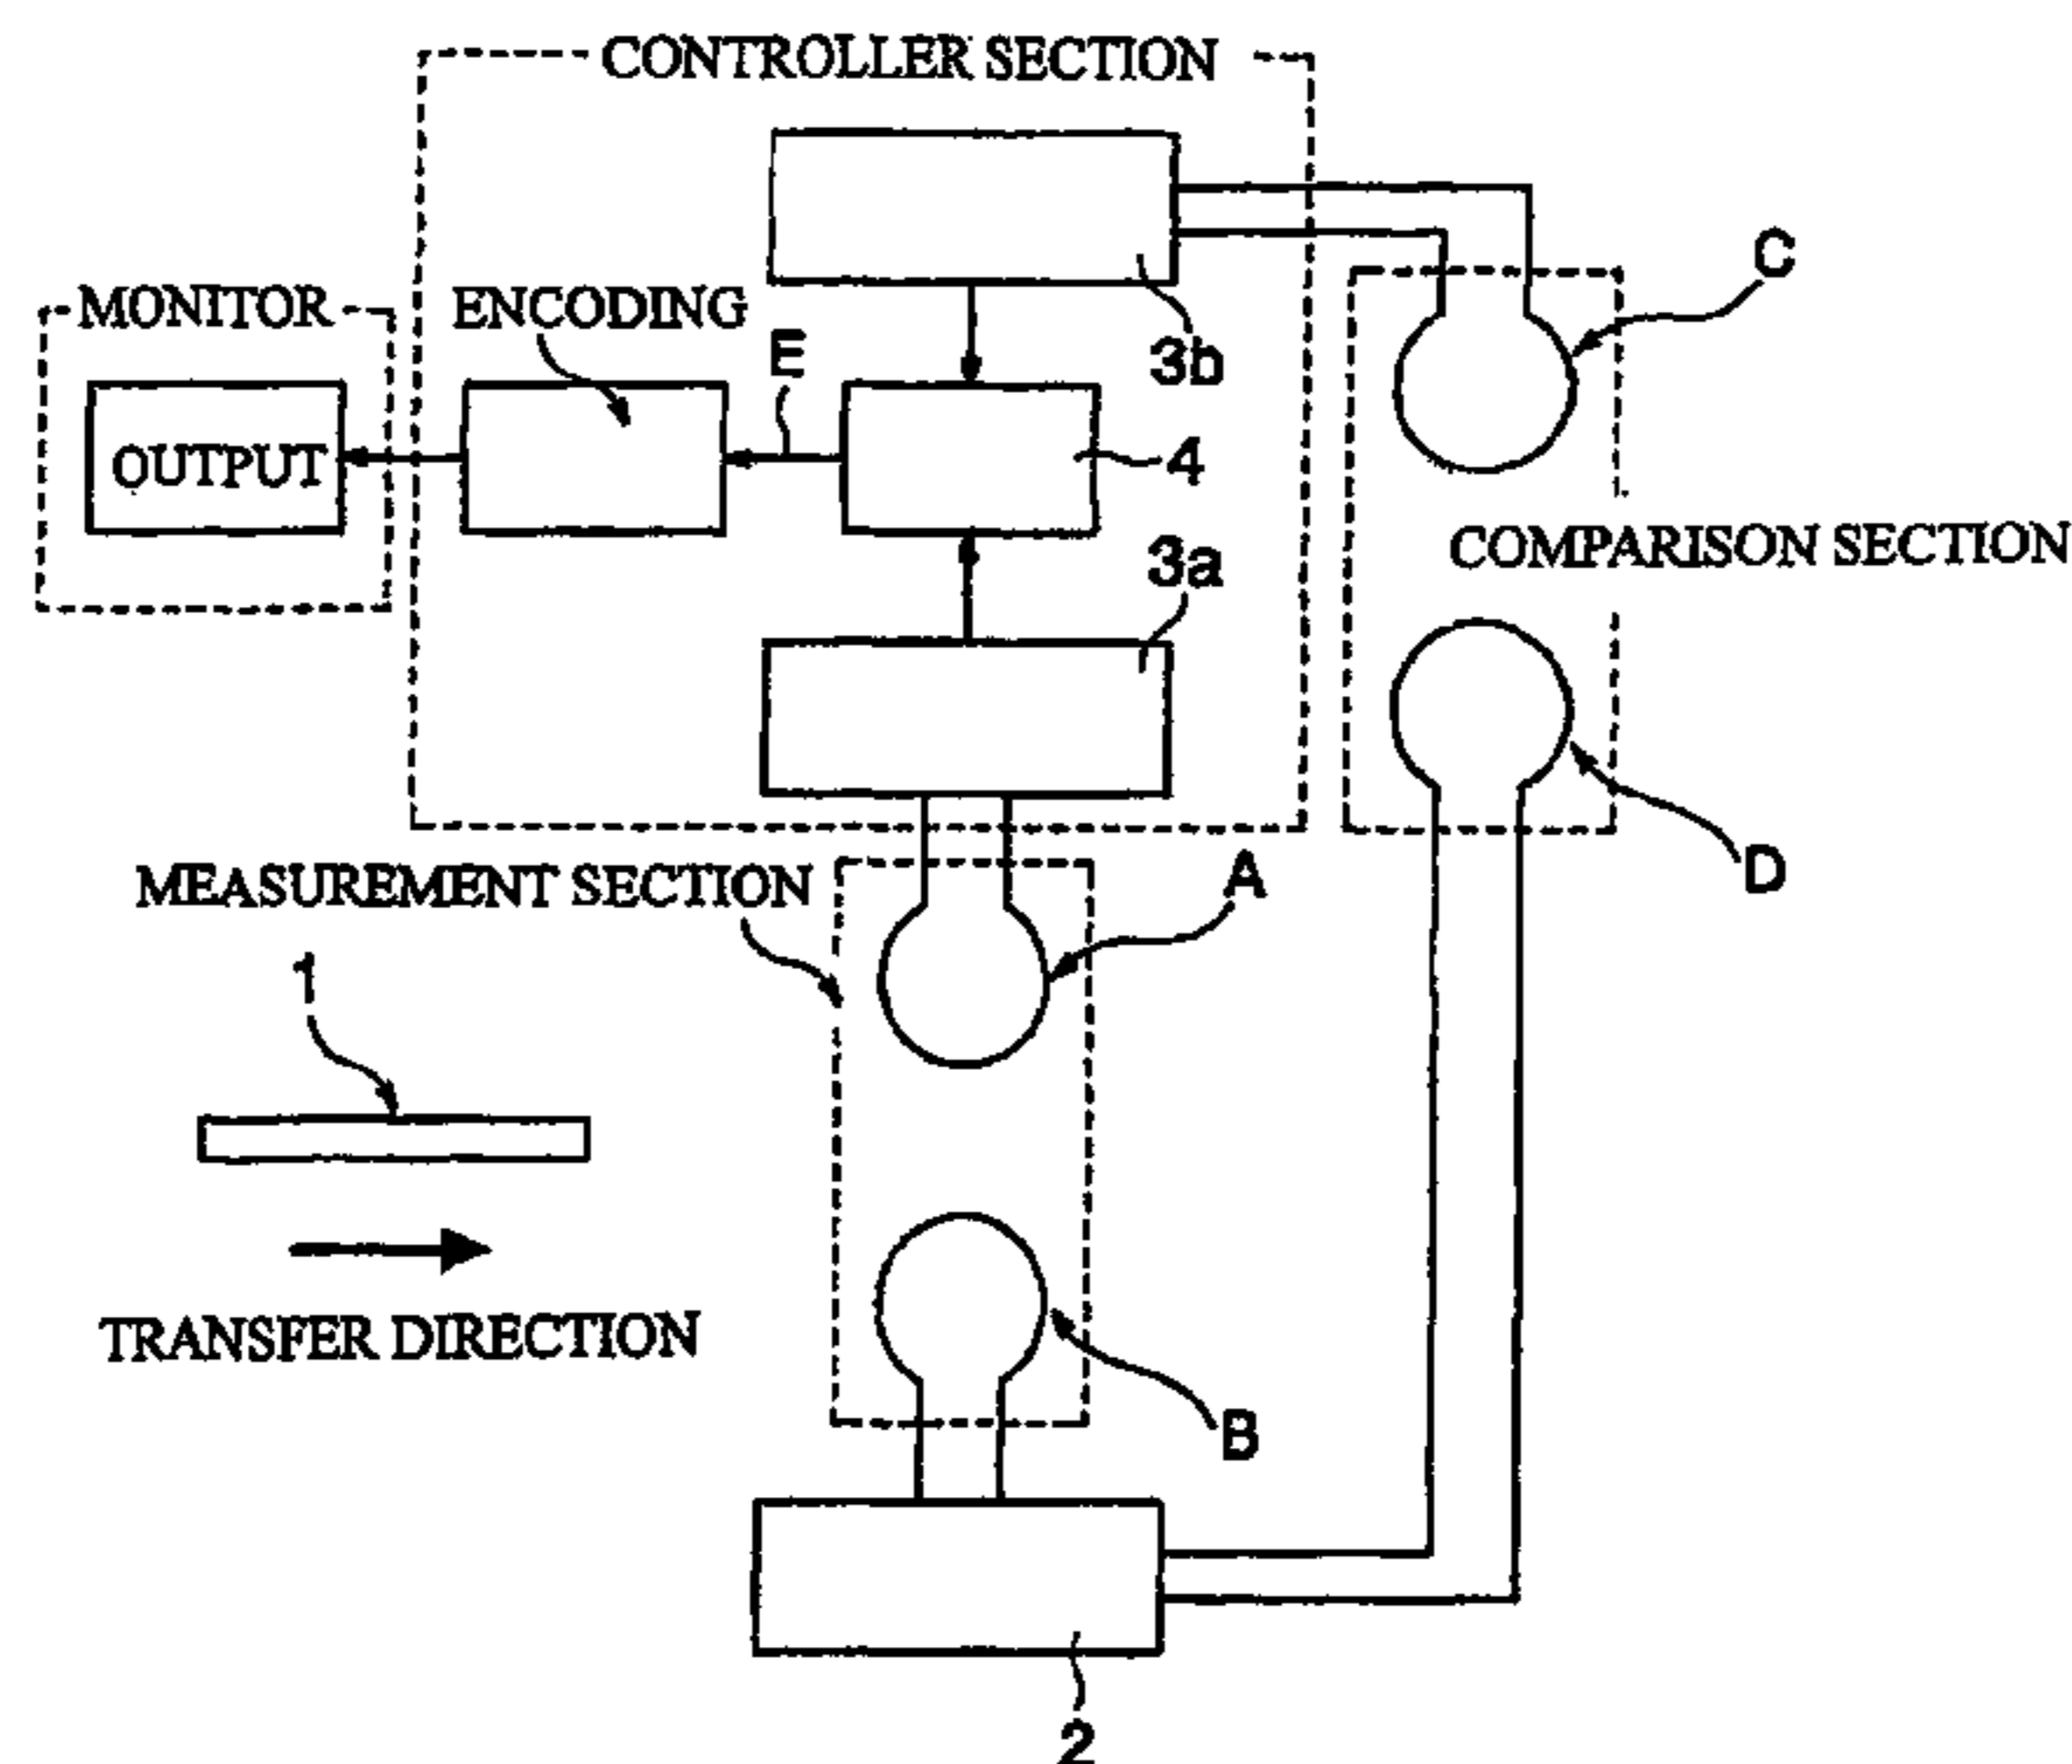 CONTROLLER SECTION
C
MONITOR
ENCODING
E
3b
OUTPUT
4
COMPARISON SECTION
3a
MEASUREMENT SECTION
A
D
1
TRANSFER DIRECTION
B
2